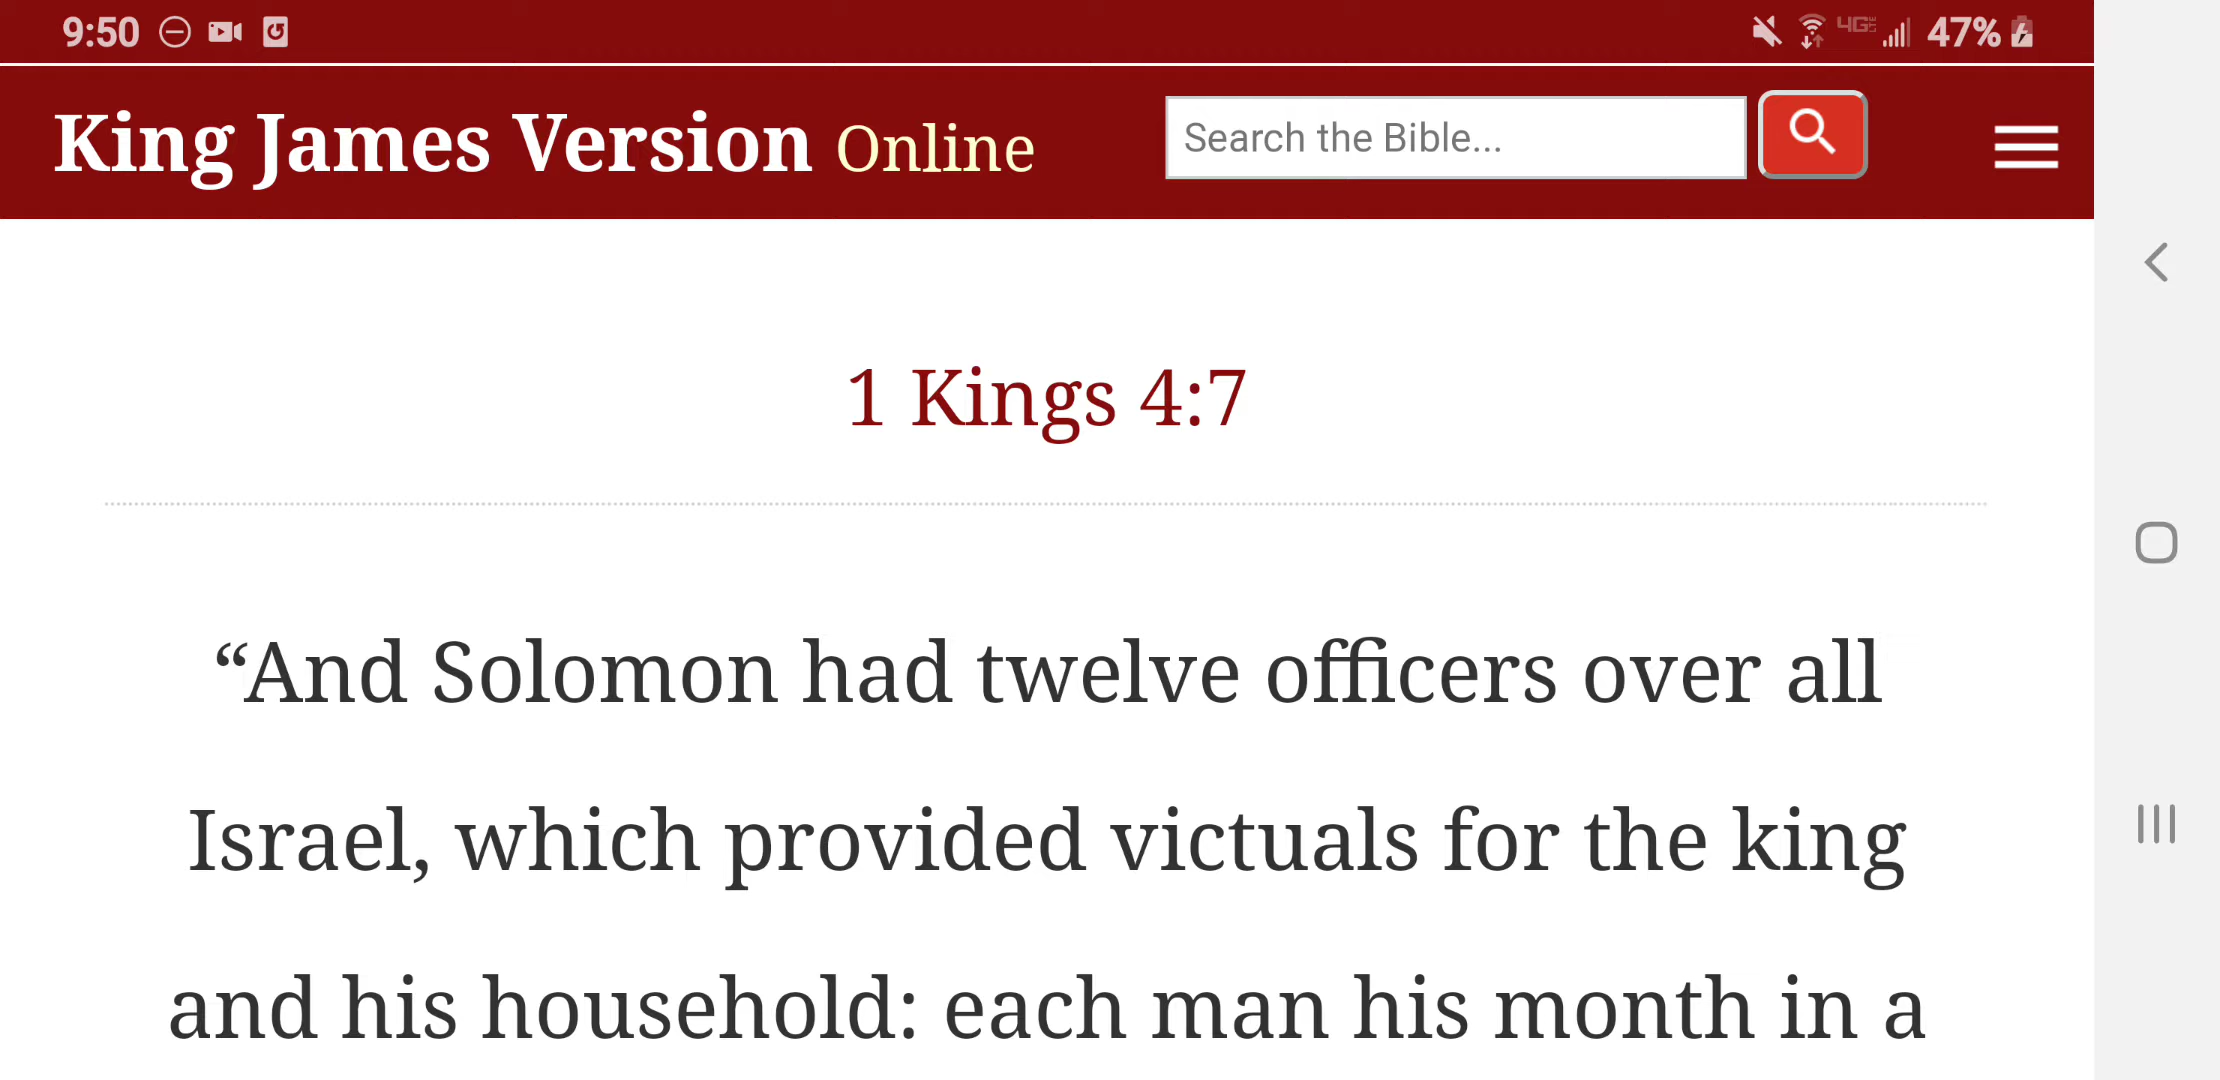 9:50 4GE 47%
King James Version Online Search the Bible...
1 Kings 4:7
“And Solomon had twelve officers over all
Israel, which provided victuals for the king
and his household: each man his month in a